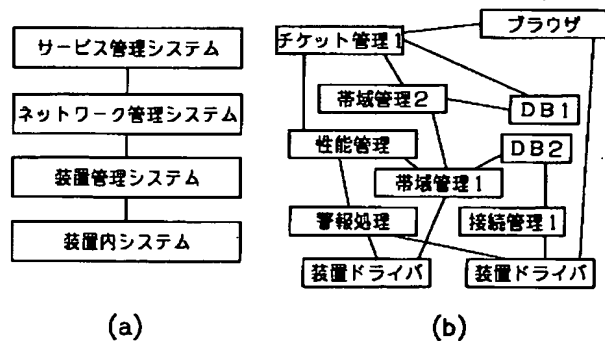 サービス管理システム
ネットワーク管理システム
装置管理システム
装置内システム
(a)
ブラウザ
チケット管理1
帯域管理2
DB1
性能管理
DB2
帯域管理1
警報処理
接続管理1
装置ドライバ
装置ドライバ
(b)